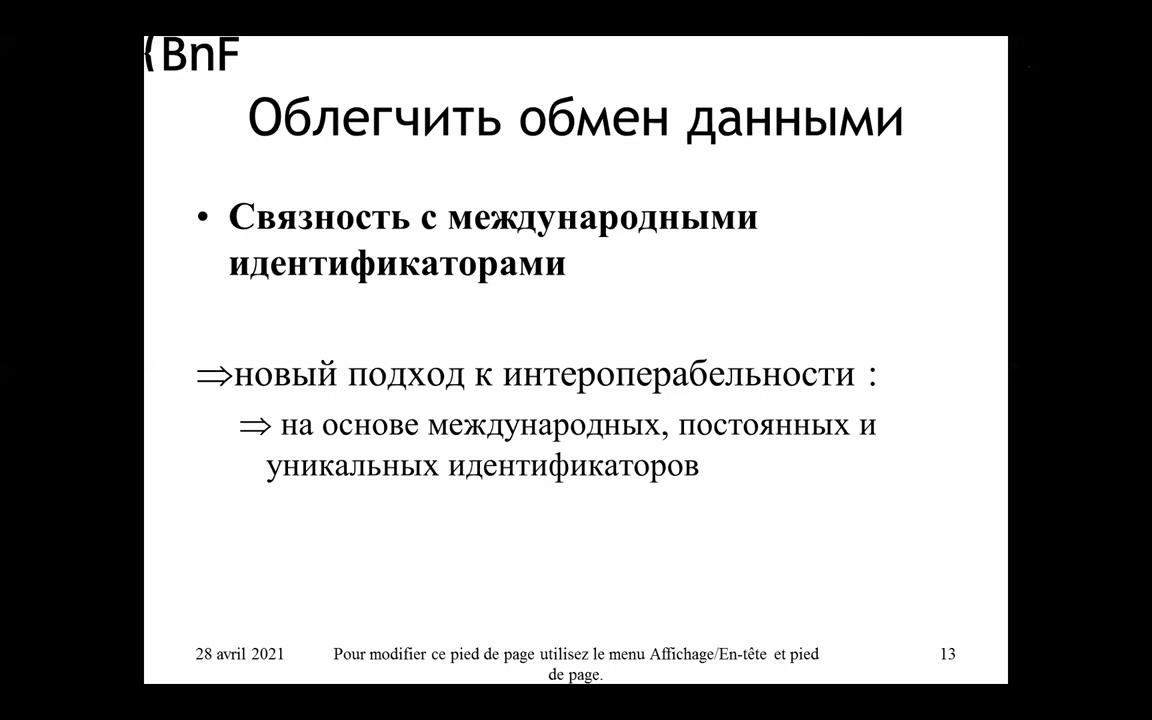 {BnF
Облегчить обмен данными
• Связность с международными
идентификаторами
⇒новый подход к интероперабельности :
⇒ на основе международных, постоянных и
уникальных идентификаторов
28 avril 2021
Pour modifier ce pied de page utilisez le menu Affichage/En-tête et pied
de page.
13